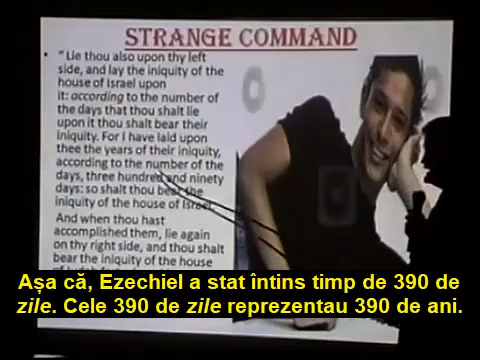 STRANGE COMMAND
• " Lie thou also upon thy left
side, and lay the iniquity of the
house of Israel upon
it: according to the number of
the days that thou shalt lie
upon it thou shalt bear their
iniquity. For I have laid upon
thee the years of their iniquity,
according to the number of the
days, three hundred and ninety
days: so shalt thou bear the
iniquity of the house of Israel.
And when thou hast
accomplished them, lie again
on thy right side, and thou shalt
bear the iniquity of the house
Așa că, Ezechiel a stat întins timp de 390 de
zile. Cele 390 de zile reprezentau 390 de ani.